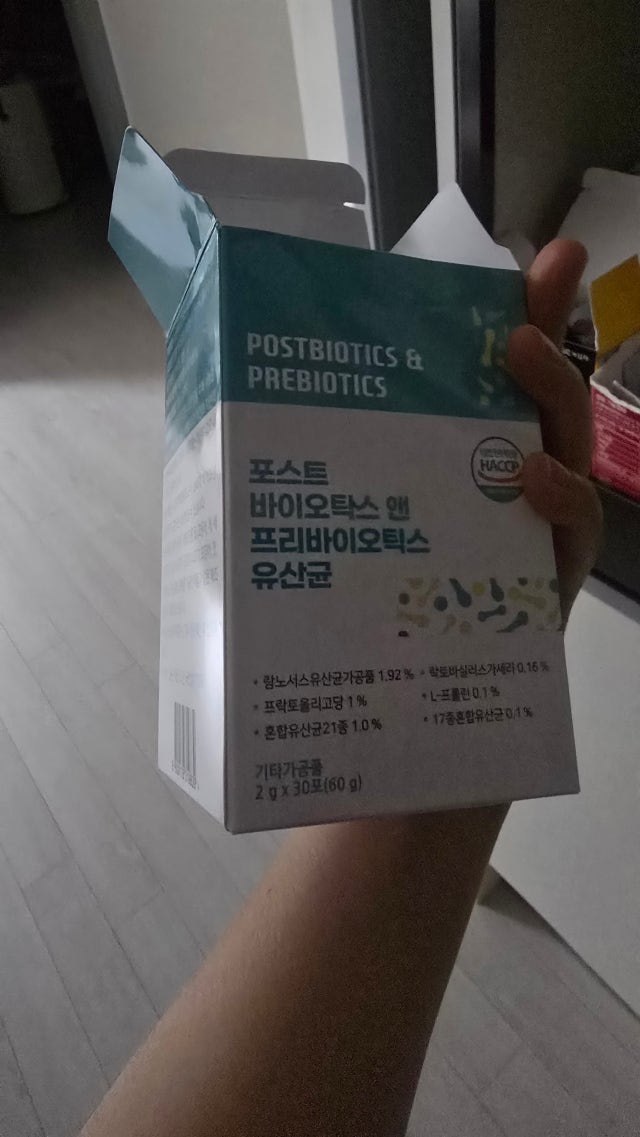 POSTBIOTICS &
PREBIOTICS
포스트
바이오탁스 앤
프리바이오틱스
유산균
HACCP
• 람노서스유산균가공품 1.92 %
• 프락토올리고당 1 %
• 혼합유산균21종 1.0 %
• 락토바실러스가세리 0.16 %
• L-프롤린 0.1 %
• 17종혼합유산균 0.1 %
기타가공품
2 g x 30포(60 g)